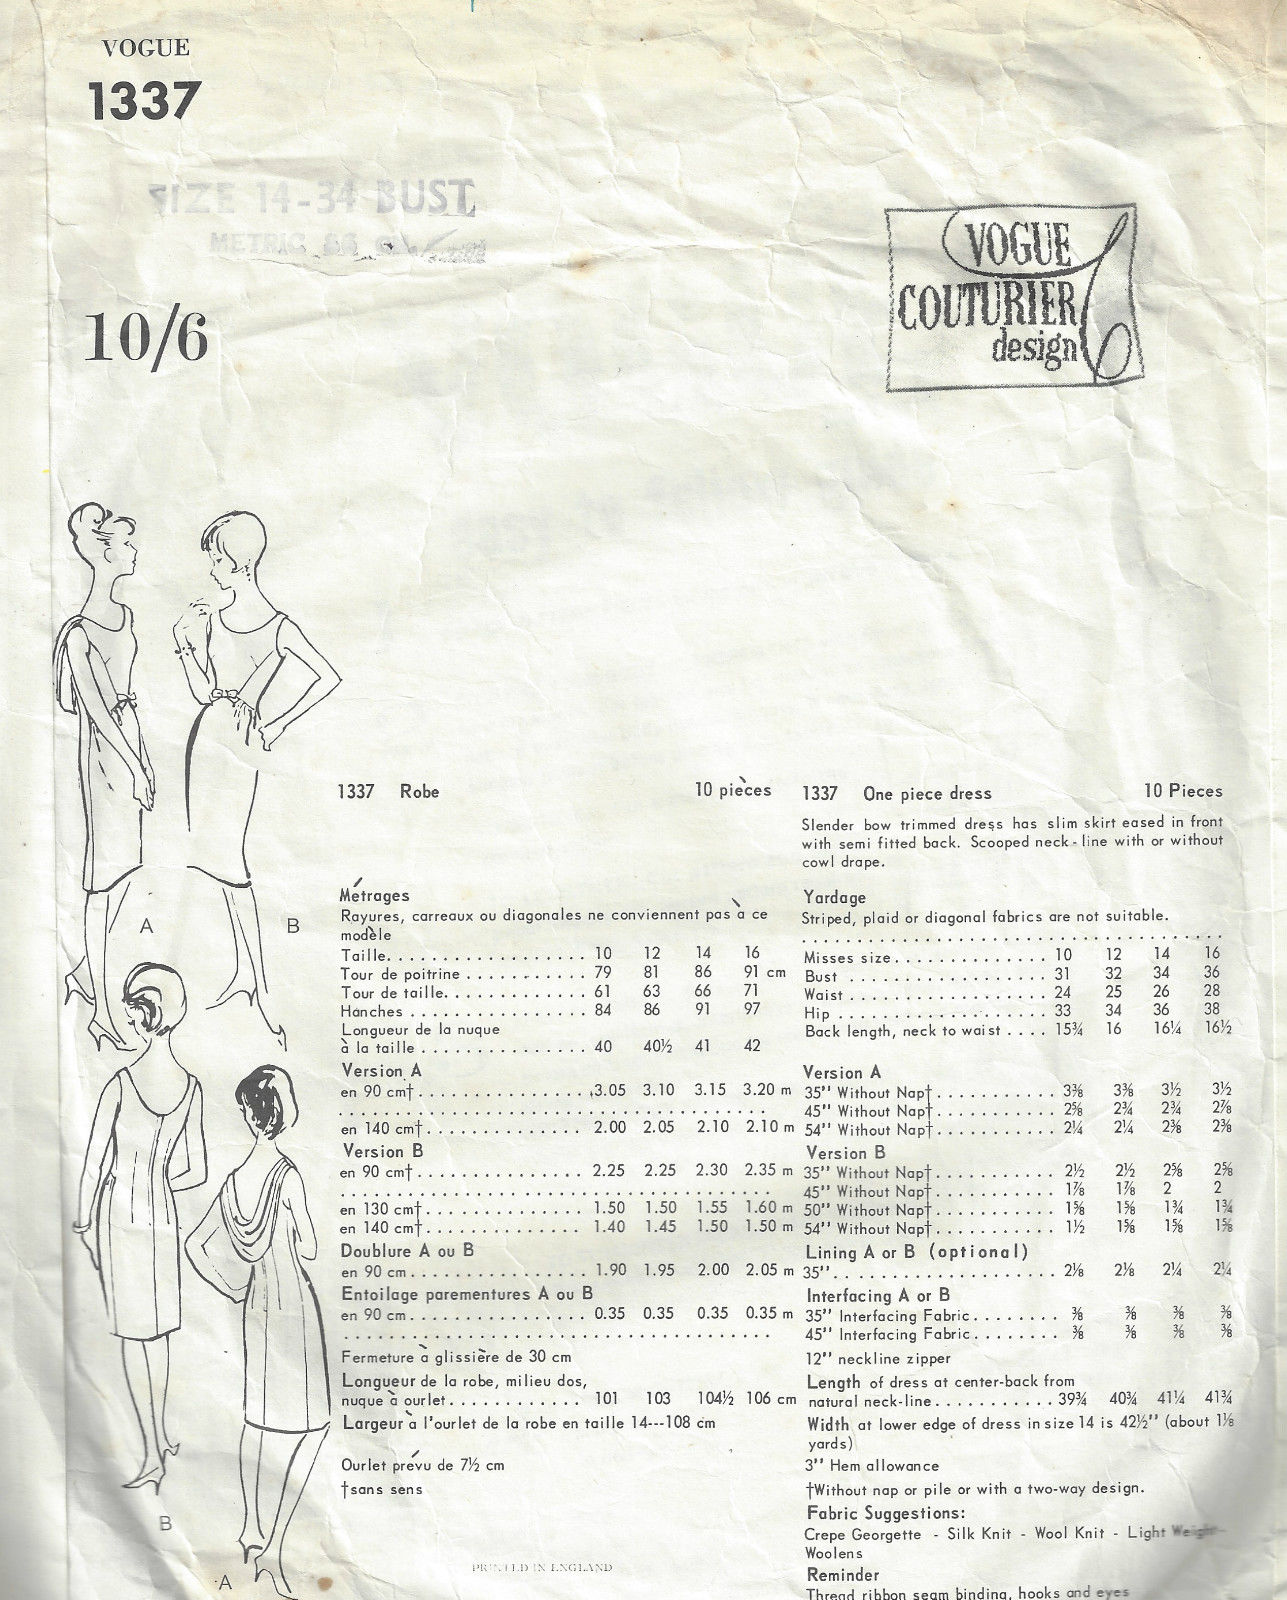 VOGUE
1337
SIZE 14-34 BUST
METRIC
10/6
VOGUE
COUTURIER
design
A
B
B
A
1337 Robe 10 pièces
Métrages
Rayures, carreaux ou diagonales ne conviennent pas à ce
modèle
Taille. . . . . . . . . . . . . . . . . . 10 12 14 16
Tour de poitrine . . . . . . . . . . . 79 81 86 91 cm
Tour de taille. . . . . . . . . . . . . 61 63 66 71
Hanches . . . . . . . . . . . . . . . . 84 86 91 97
Longueur de la nuque
à la taille . . . . . . . . . . . . . . . 40 40½ 41 42
Version A
en 90 cm†. . . . . . . . . . . . . . . .3.05 3.10 3.15 3.20 m
en 140 cm†. . . . . . . . . . . . . . 2.00 2.05 2.10 2.10 m
Version B
en 90 cm†. . . . . . . . . . . . . . . 2.25 2.25 2.30 2.35 m
en 130 cm†. . . . . . . . . . . . . . 1.50 1.50 1.55 1.60 m
en 140 cm†. . . . . . . . . . . . . . 1.40 1.45 1.50 1.50 m
Doublure A ou B
en 90 cm. . . . . . . . . . . . . . . . 1.90 1.95 2.00 2.05 m
Entoilage parementures A ou B
en 90 cm. . . . . . . . . . . . . . . . 0.35 0.35 0.35 0.35 m
Fermeture à glissière de 30 cm
Longueur de la robe, milieu dos,
nuque à ourlet. . . . . . . . . . . . 101 103 104½ 106 cm
Largeur à l'ourlet de la robe en taille 14---108 cm
Ourlet prévu de 7½ cm
†sans sens
PRINTED IN ENGLAND
1337 One piece dress 10 Pieces
Slender bow trimmed dress has slim skirt eased in front
with semi fitted back. Scooped neck-line with or without
cowl drape.
Yardage
Striped, plaid or diagonal fabrics are not suitable.
Misses size. . . . . . . . . . . . . . 10 12 14 16
Bust . . . . . . . . . . . . . . . . . . 31 32 34 36
Waist . . . . . . . . . . . . . . . . . . 24 25 26 28
Hip . . . . . . . . . . . . . . . . . . . 33 34 36 38
Back length, neck to waist . . . . 15¾ 16 16¼ 16½
Version A
35" Without Nap†. . . . . . . . . . . 3⅜ 3⅜ 3½ 3½
45" Without Nap†. . . . . . . . . . . 2⅝ 2¾ 2¾ 2⅞
54" Without Nap†. . . . . . . . . . . 2¼ 2¼ 2⅜ 2⅜
Version B
35" Without Nap†. . . . . . . . . . . 2½ 2½ 2⅝ 2⅝
45" Without Nap†. . . . . . . . . . . 1⅞ 1⅞ 2 2
50" Without Nap†. . . . . . . . . . . 1⅝ 1⅝ 1¾ 1¾
54" Without Nap†. . . . . . . . . . . 1½ 1⅝ 1⅝ 1⅝
Lining A or B (optional)
35". . . . . . . . . . . . . . . . . . . . 2⅛ 2⅛ 2¼ 2¼
Interfacing A or B
35" Interfacing Fabric. . . . . . . . ⅜ ⅜ ⅜ ⅜
45" Interfacing Fabric. . . . . . . . ⅜ ⅜ ⅜ ⅜
12" neckline zipper
Length of dress at center-back from
natural neck-line. . . . . . . . . . . 39¾ 40¾ 41¼ 41¾
Width at lower edge of dress in size 14 is 42½" (about 1⅛
yards)
3" Hem allowance
†Without nap or pile or with a two-way design.
Fabric Suggestions:
Crepe Georgette - Silk Knit - Wool Knit - Light Weight
Woolens
Reminder
Thread ribbon seam binding, hooks and eyes